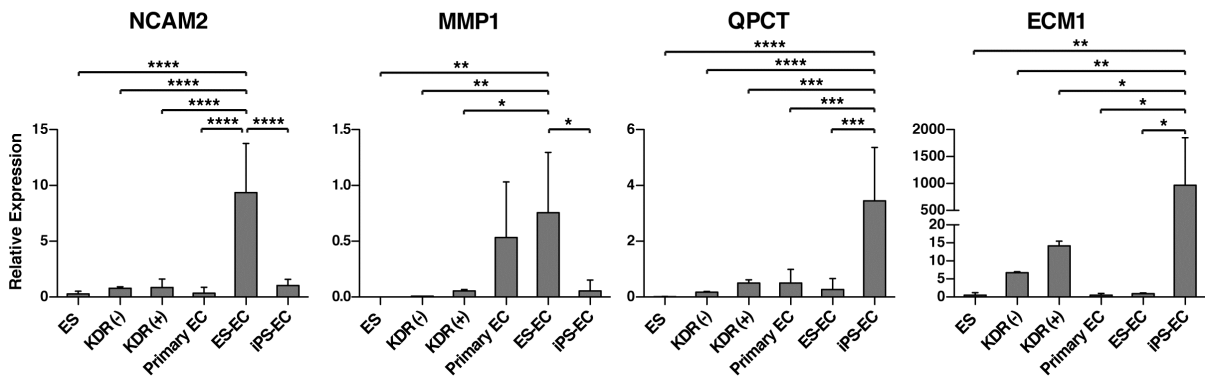 NCAM2 MMP1 QPCT ECM1
**** **** **** **** ****
** ** * *
**** **** *** *** ***
** ** * * *
Relative Expression
15 10 5 0
1.5 1.0 0.5 0.0
6 4 2 0
2000 1500 1000 500 20 15 10 5 0
ES KDR (-) KDR (+) Primary EC ES-EC iPS-EC
ES KDR (-) KDR (+) Primary EC ES-EC iPS-EC
ES KDR (-) KDR (+) Primary EC ES-EC iPS-EC
ES KDR (-) KDR (+) Primary EC ES-EC iPS-EC